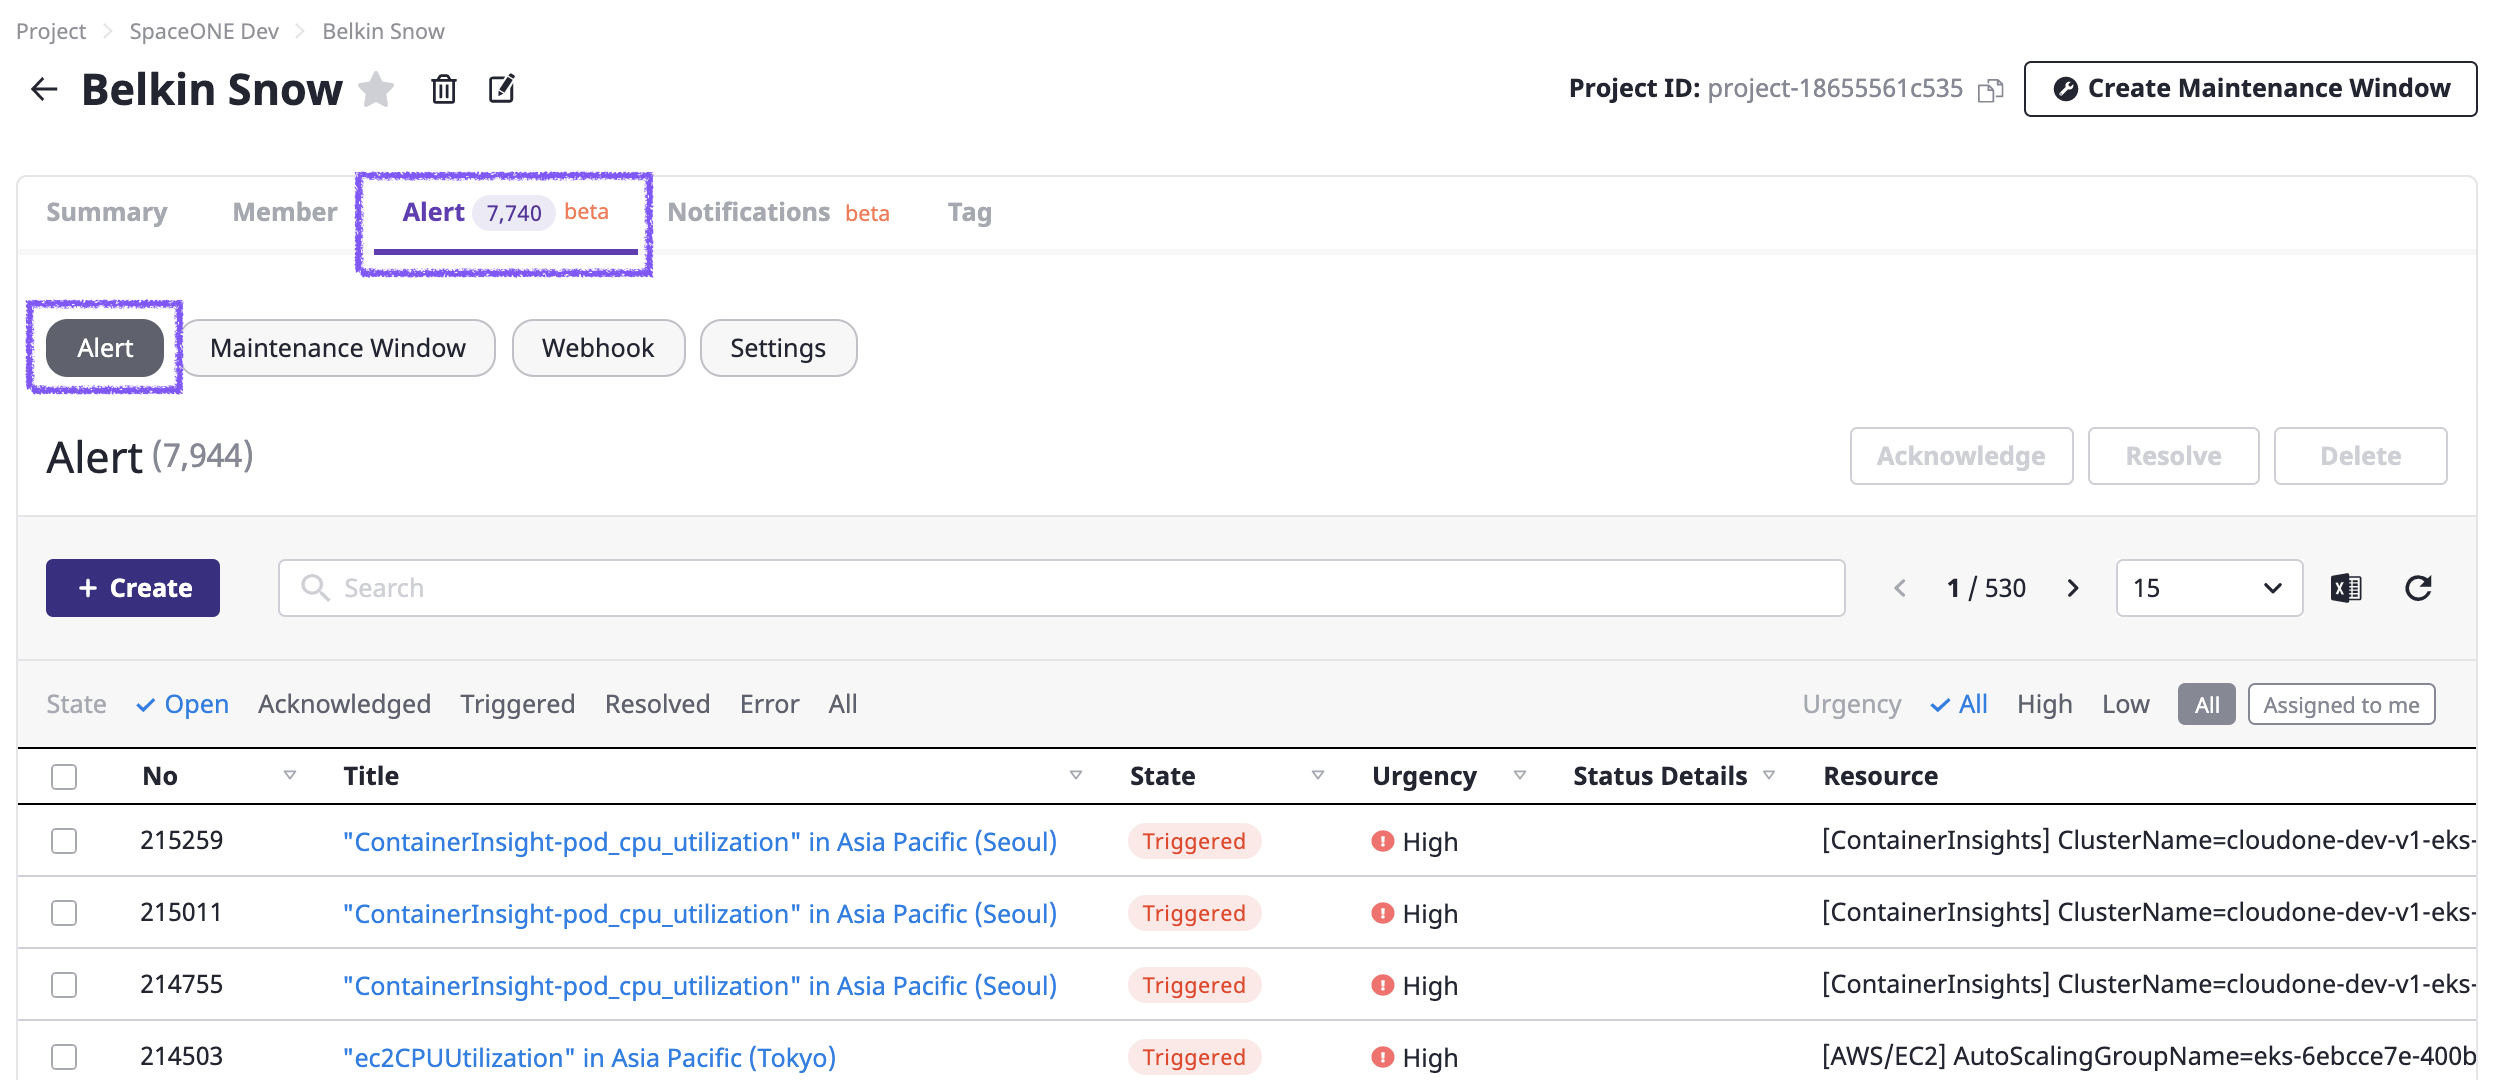 Project > SpaceONE Dev > Belkin Snow
Belkin Snow
Project ID: project-18655561c535
Create Maintenance Window
Summary Member Alert 7,740 beta Notifications beta Tag
Alert Maintenance Window Webhook Settings
Alert (7,944)
Acknowledge Resolve Delete
+ Create Search 1 / 530 15
State Open Acknowledged Triggered Resolved Error All Urgency All High Low All Assigned to me
No Title State Urgency Status Details Resource
215259 "ContainerInsight-pod_cpu_utilization" in Asia Pacific (Seoul) Triggered High [ContainerInsights] ClusterName=cloudone-dev-v1-eks-
215011 "ContainerInsight-pod_cpu_utilization" in Asia Pacific (Seoul) Triggered High [ContainerInsights] ClusterName=cloudone-dev-v1-eks-
214755 "ContainerInsight-pod_cpu_utilization" in Asia Pacific (Seoul) Triggered High [ContainerInsights] ClusterName=cloudone-dev-v1-eks-
214503 "ec2CPUUtilization" in Asia Pacific (Tokyo) Triggered High [AWS/EC2] AutoScalingGroupName=eks-6ebcce7e-400b